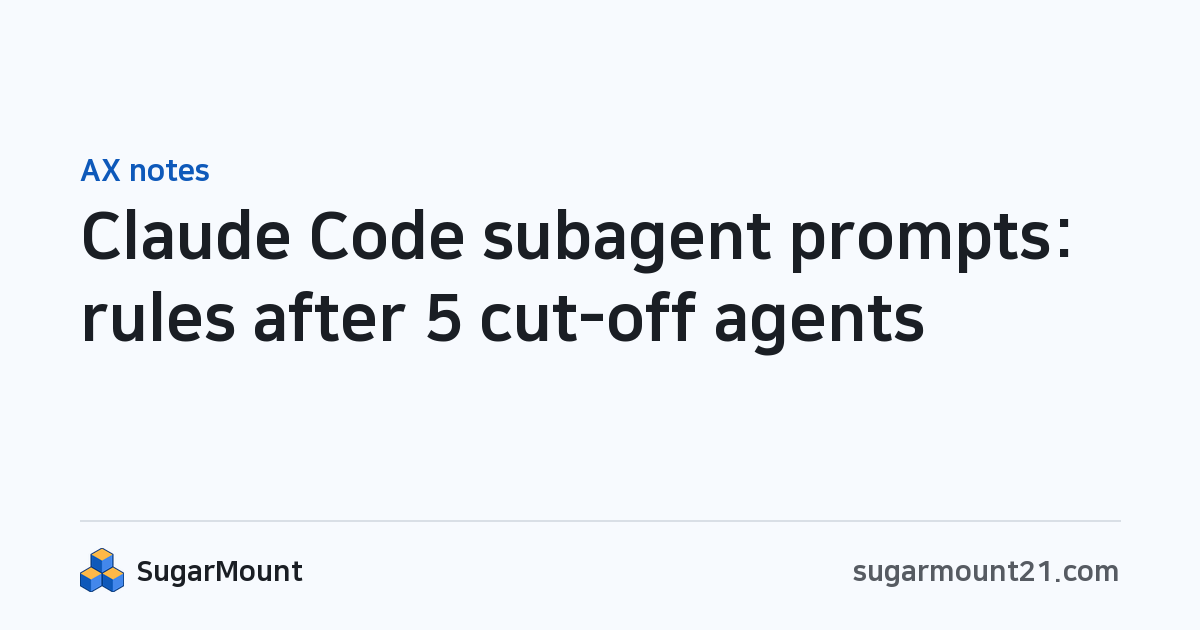 AX notes
Claude Code subagent prompts:
rules after 5 cut-off agents
SugarMount
sugarmount21.com